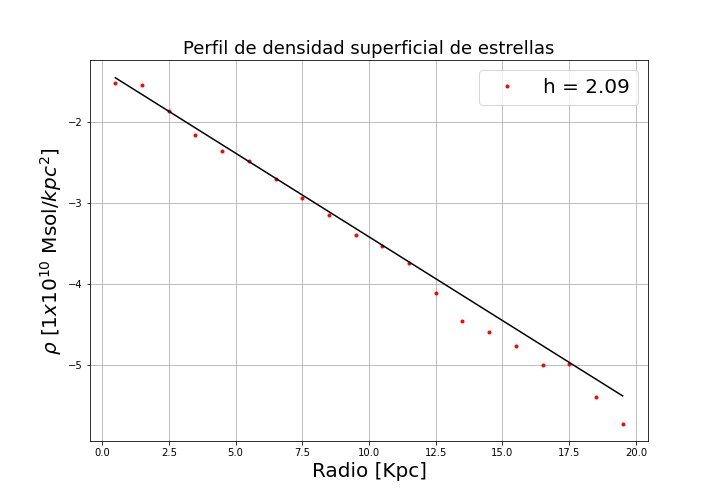 Perfil de densidad superficial de estrellas
h = 2.09
−2
−3
−4
−5
ρ [1x10¹⁰ Msol/kpc²]
0.0 2.5 5.0 7.5 10.0 12.5 15.0 17.5 20.0
Radio [Kpc]